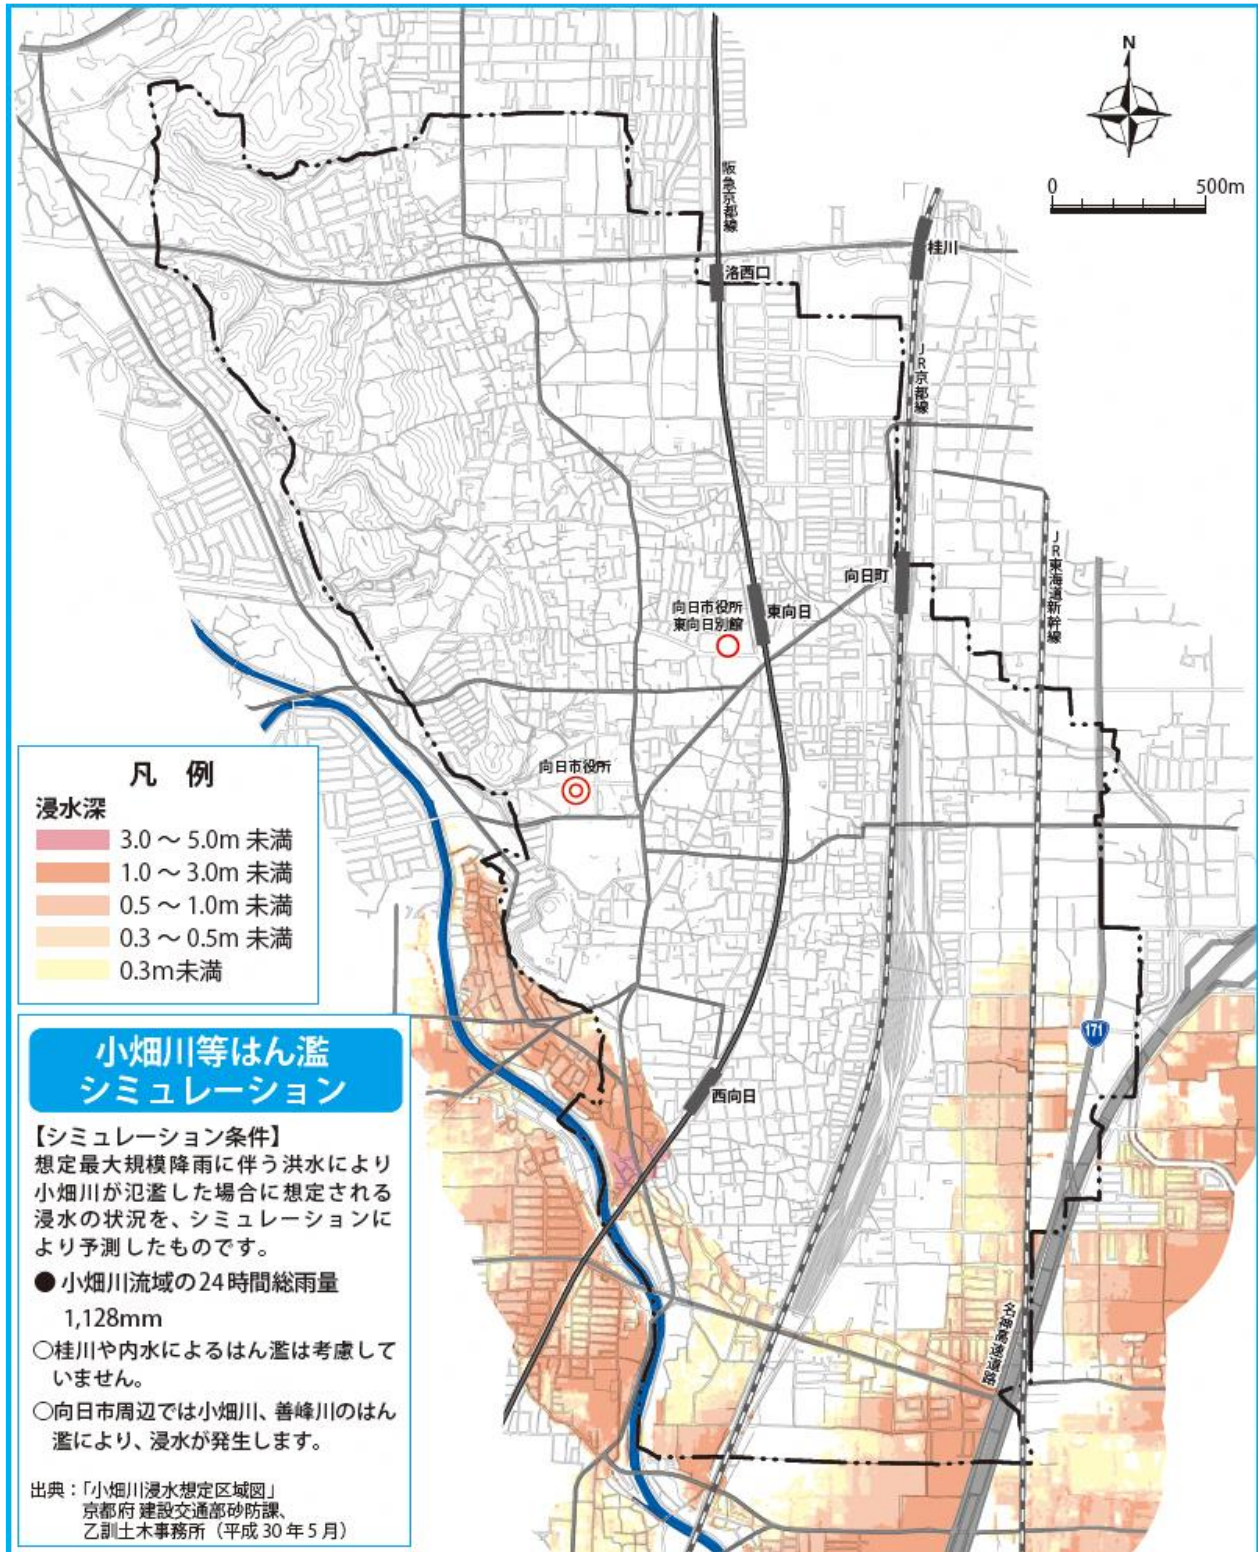 N
0 500m
阪急京都線
桂川
洛西口
JR京都線
JR東海道新幹線
向日町
向日市役所
東向日別館
東向日
向日市役所
凡 例
浸水深
3.0 ～ 5.0m 未満
1.0 ～ 3.0m 未満
0.5 ～ 1.0m 未満
0.3 ～ 0.5m 未満
0.3m未満
171
西向日
名神高速道路
小畑川等はん濫
シミュレーション
【シミュレーション条件】
想定最大規模降雨に伴う洪水により
小畑川が氾濫した場合に想定される
浸水の状況を、シミュレーションに
より予測したものです。
● 小畑川流域の24時間総雨量
1,128mm
○桂川や内水によるはん濫は考慮して
いません。
○向日市周辺では小畑川、善峰川のはん
濫により、浸水が発生します。
出典：「小畑川浸水想定区域図」
京都府 建設交通部砂防課、
乙訓土木事務所（平成30年5月）